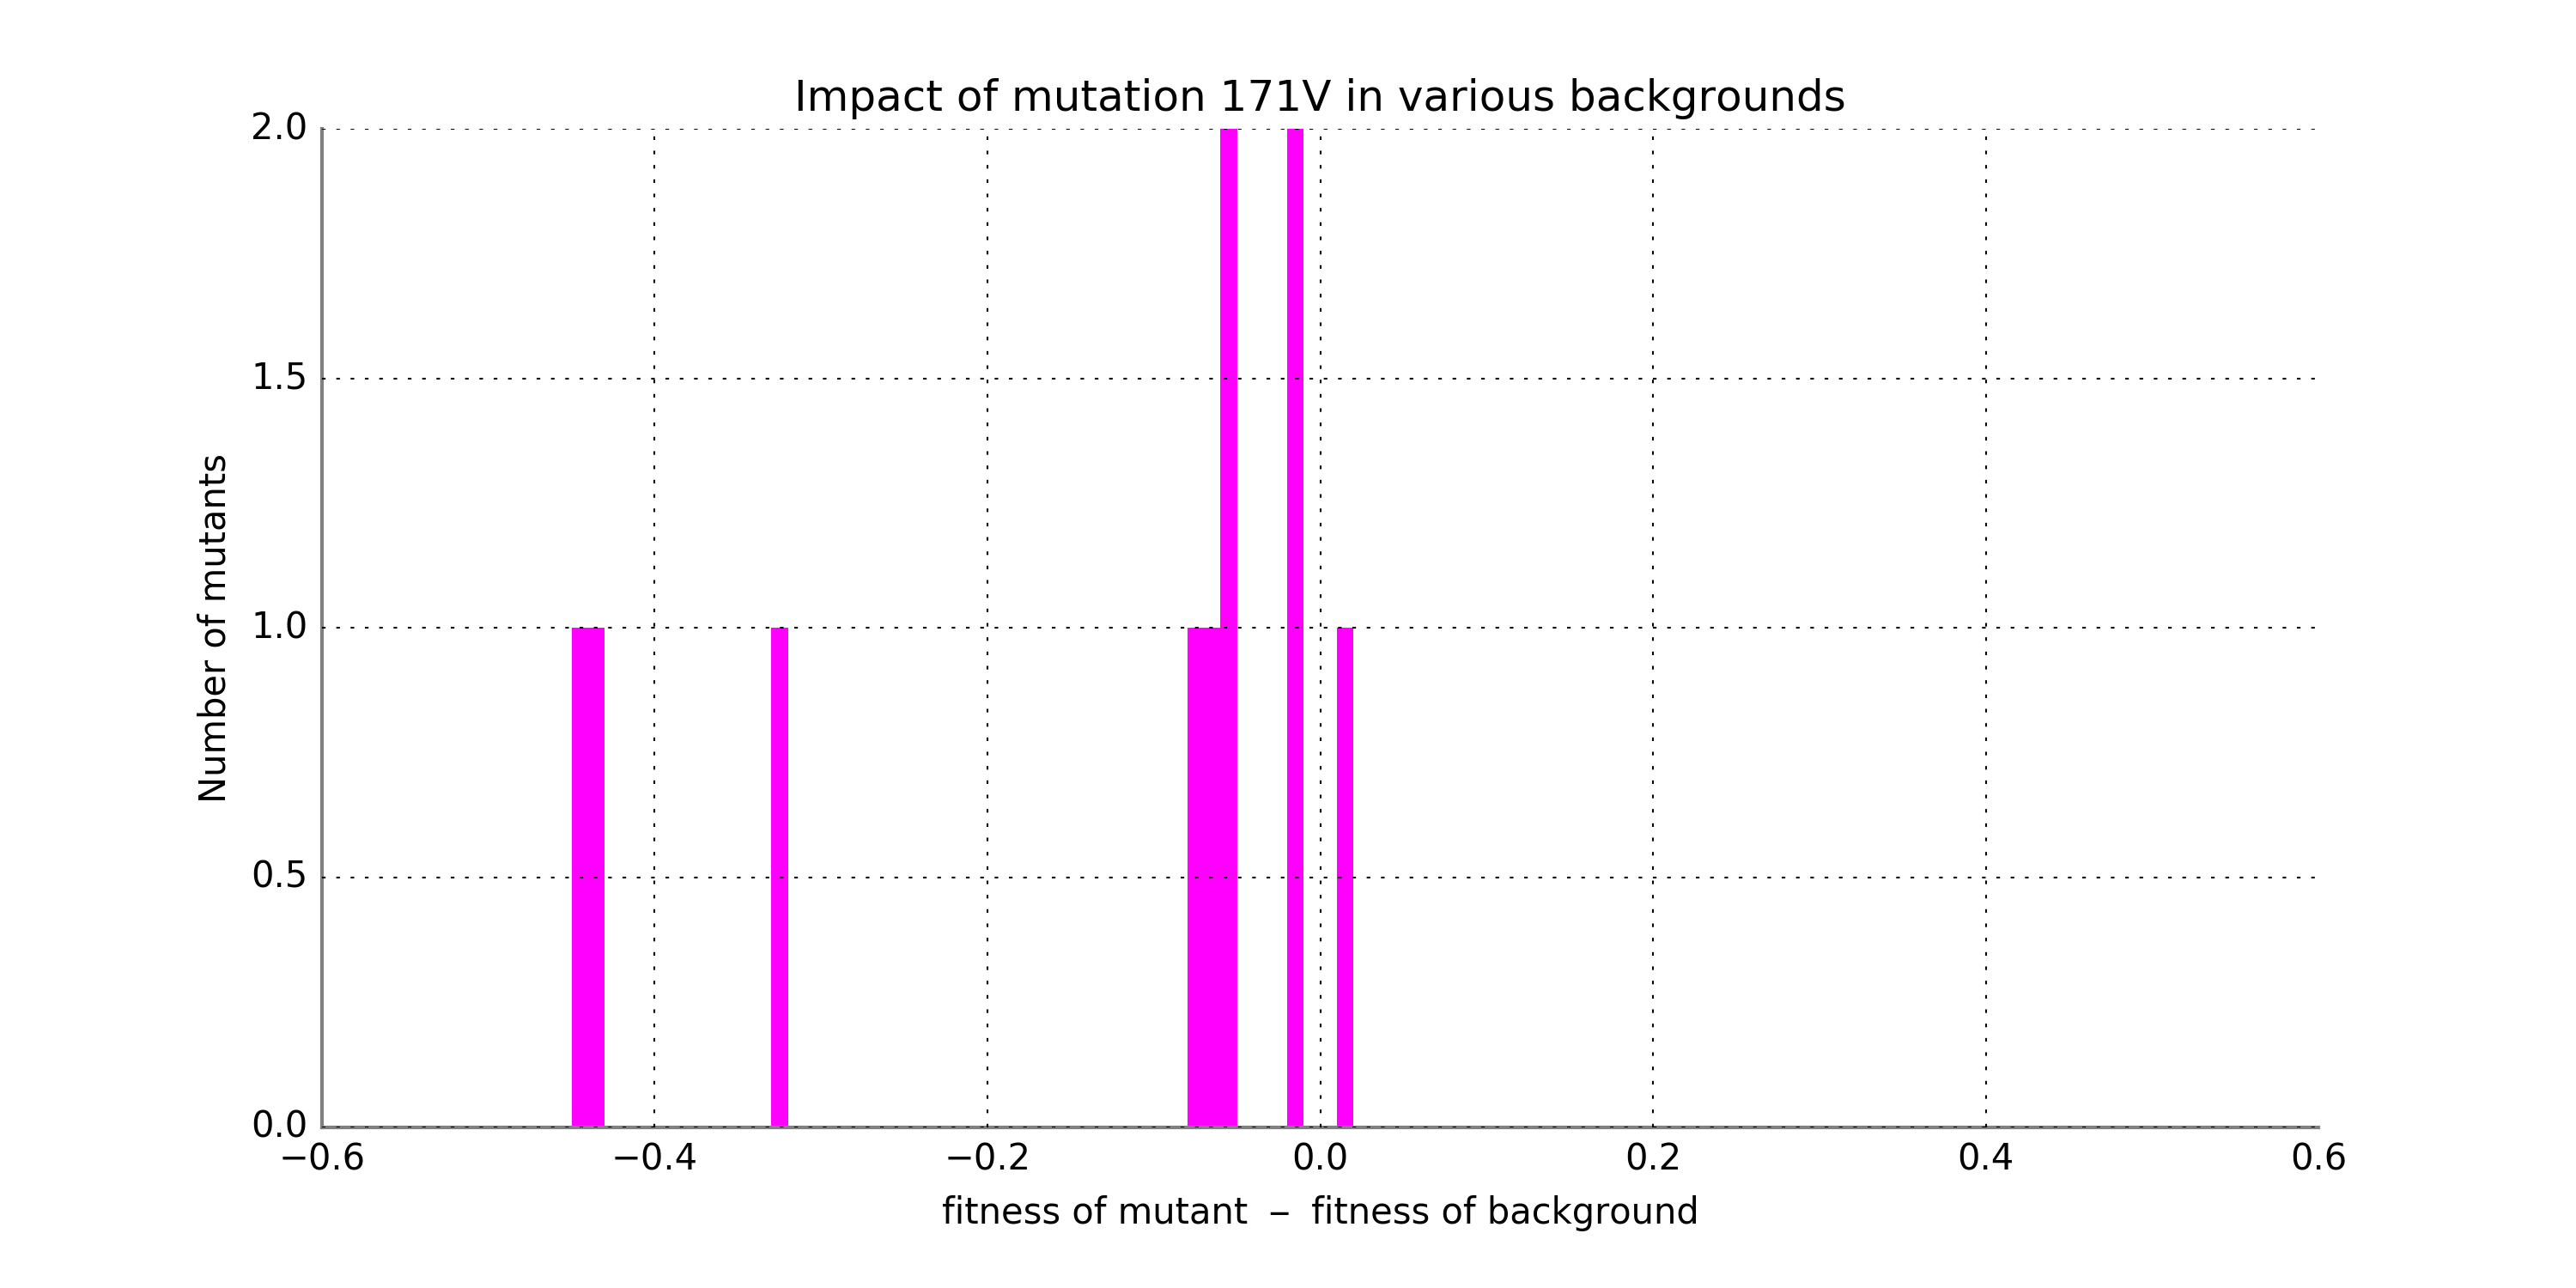 Impact of mutation 171V in various backgrounds
2.0
1.5
1.0
0.5
0.0
Number of mutants
−0.6 −0.4 −0.2 0.0 0.2 0.4 0.6
fitness of mutant − fitness of background